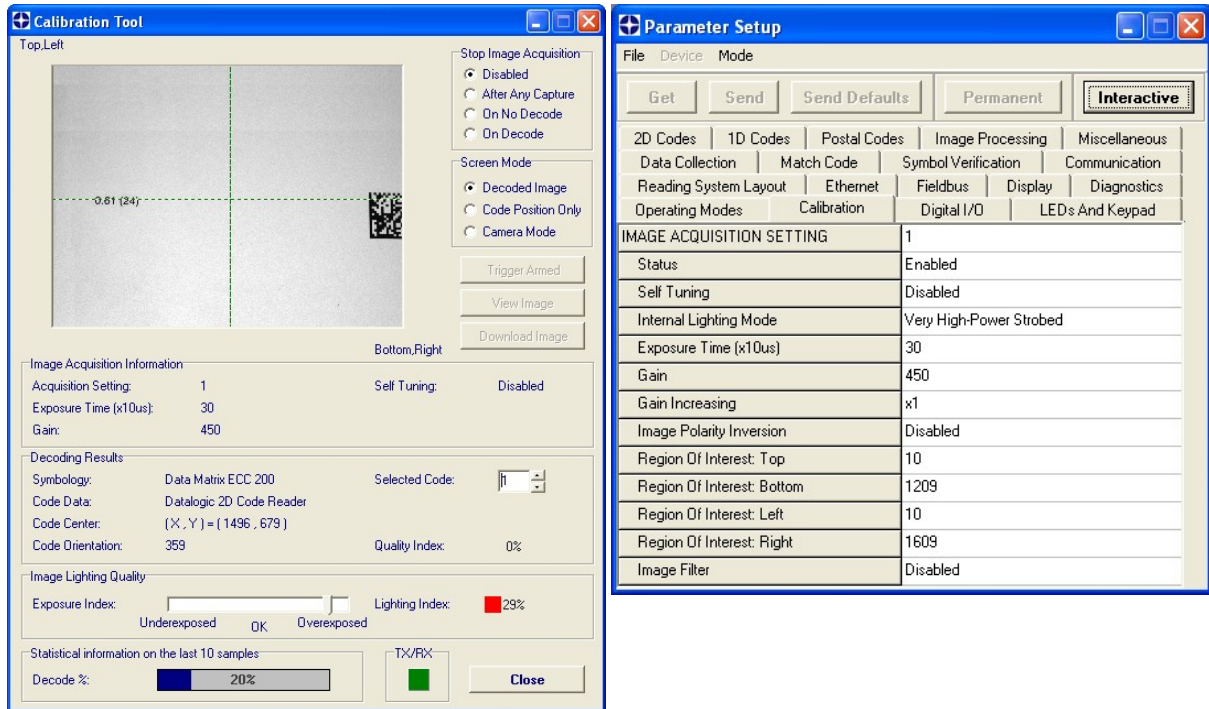 Calibration Tool
Top,Left
0.61 (24)
Bottom,Right
Stop Image Acquisition
Disabled
After Any Capture
On No Decode
On Decode
Screen Mode
Decoded Image
Code Position Only
Camera Mode
Trigger Armed
View Image
Download Image
Image Acquisition Information
Acquisition Setting: 1 Self Tuning: Disabled
Exposure Time (x10us): 30
Gain: 450
Decoding Results
Symbology: Data Matrix ECC 200 Selected Code: 1
Code Data: Datalogic 2D Code Reader
Code Center: ( X , Y ) = ( 1496 , 679 )
Code Orientation: 359 Quality Index: 0%
Image Lighting Quality
Exposure Index: Lighting Index: 29%
Underexposed OK Overexposed
Statistical information on the last 10 samples
Decode %: 20%
TX/RX
Close
Parameter Setup
File Device Mode
Get Send Send Defaults Permanent Interactive
2D Codes 1D Codes Postal Codes Image Processing Miscellaneous
Data Collection Match Code Symbol Verification Communication
Reading System Layout Ethernet Fieldbus Display Diagnostics
Operating Modes Calibration Digital I/O LEDs And Keypad
IMAGE ACQUISITION SETTING 1
Status Enabled
Self Tuning Disabled
Internal Lighting Mode Very High-Power Strobed
Exposure Time (x10us) 30
Gain 450
Gain Increasing x1
Image Polarity Inversion Disabled
Region Of Interest: Top 10
Region Of Interest: Bottom 1209
Region Of Interest: Left 10
Region Of Interest: Right 1609
Image Filter Disabled